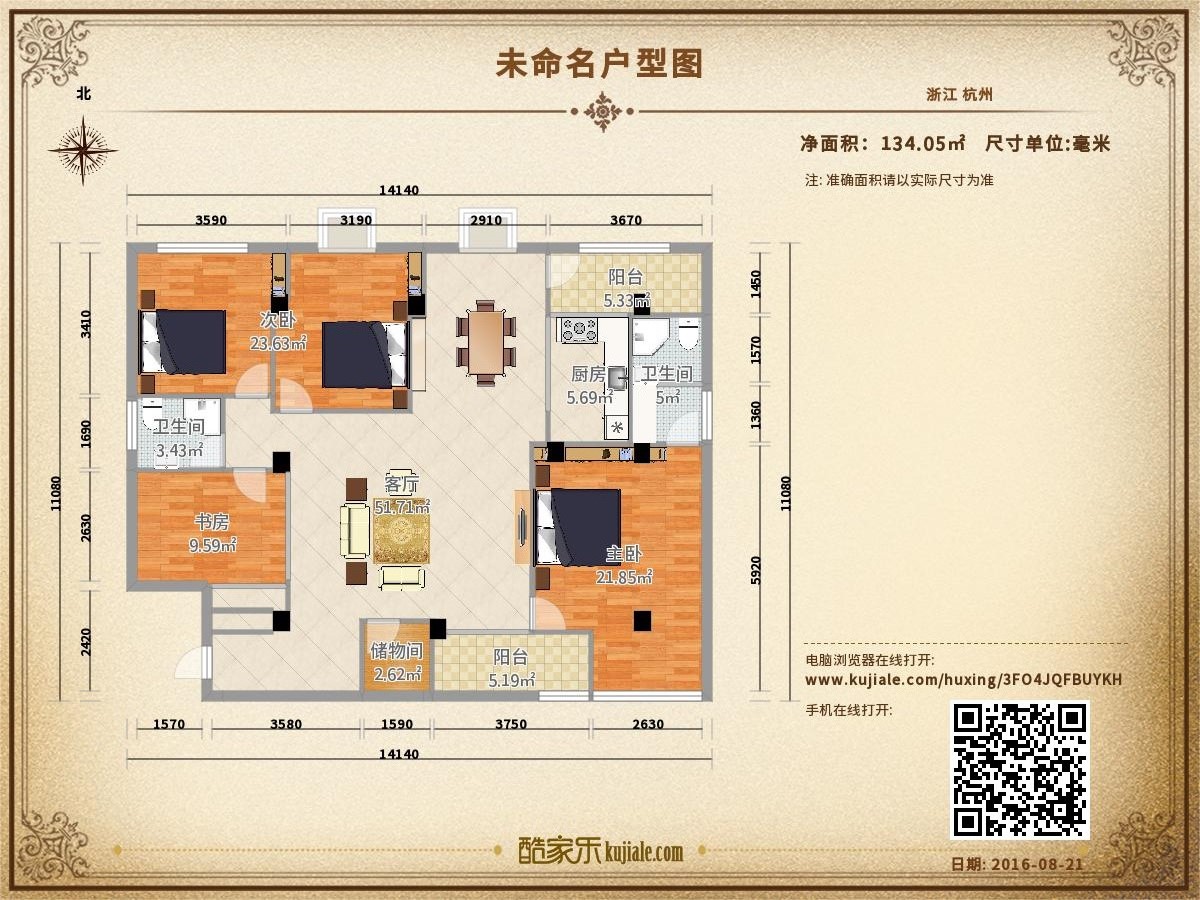 未命名户型图
北
浙江 杭州
净面积：134.05㎡ 尺寸单位:毫米
注: 准确面积请以实际尺寸为准
14140
3590
3190
2910
3670
11080
3410
1690
2630
2420
1450
1570
1360
5920
11080
阳台
5.33㎡
次卧
23.63㎡
厨房
5.69㎡
卫生间
5㎡
卫生间
3.43㎡
客厅
51.71㎡
书房
9.59㎡
主卧
21.85㎡
储物间
2.62㎡
阳台
5.19㎡
1570
3580
1590
3750
2630
14140
电脑浏览器在线打开:
www.kujiale.com/huxing/3FO4JQFBUYKH
手机在线打开:
酷家乐kujiale.com
日期: 2016-08-21